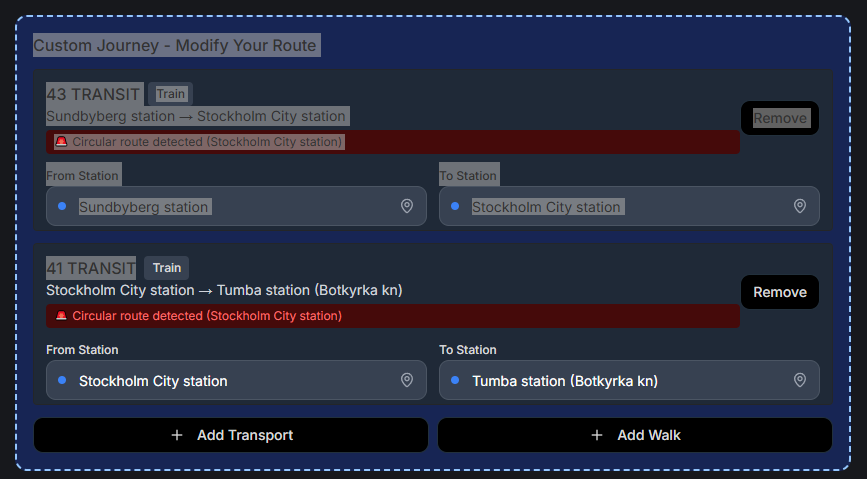 Custom Journey - Modify Your Route
43 TRANSIT Train
Sundbyberg station → Stockholm City station
Remove
🚨 Circular route detected (Stockholm City station)
From Station To Station
Sundbyberg station Stockholm City station
41 TRANSIT Train
Stockholm City station → Tumba station (Botkyrka kn)
Remove
🚨 Circular route detected (Stockholm City station)
From Station To Station
Stockholm City station Tumba station (Botkyrka kn)
+ Add Transport + Add Walk